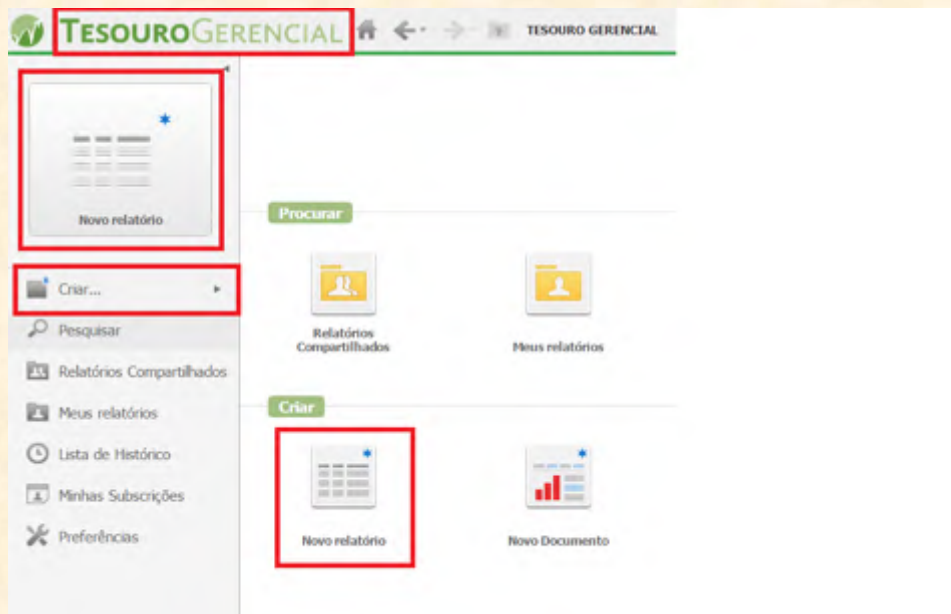 TESOUROGERENCIAL
TESOURO GERENCIAL
Novo relatório
Criar...
Pesquisar
Relatórios Compartilhados
Meus relatórios
Lista de Histórico
Minhas Subscrições
Preferências
Procurar
Relatórios
Compartilhados
Meus relatórios
Criar
Novo relatório
Novo Documento